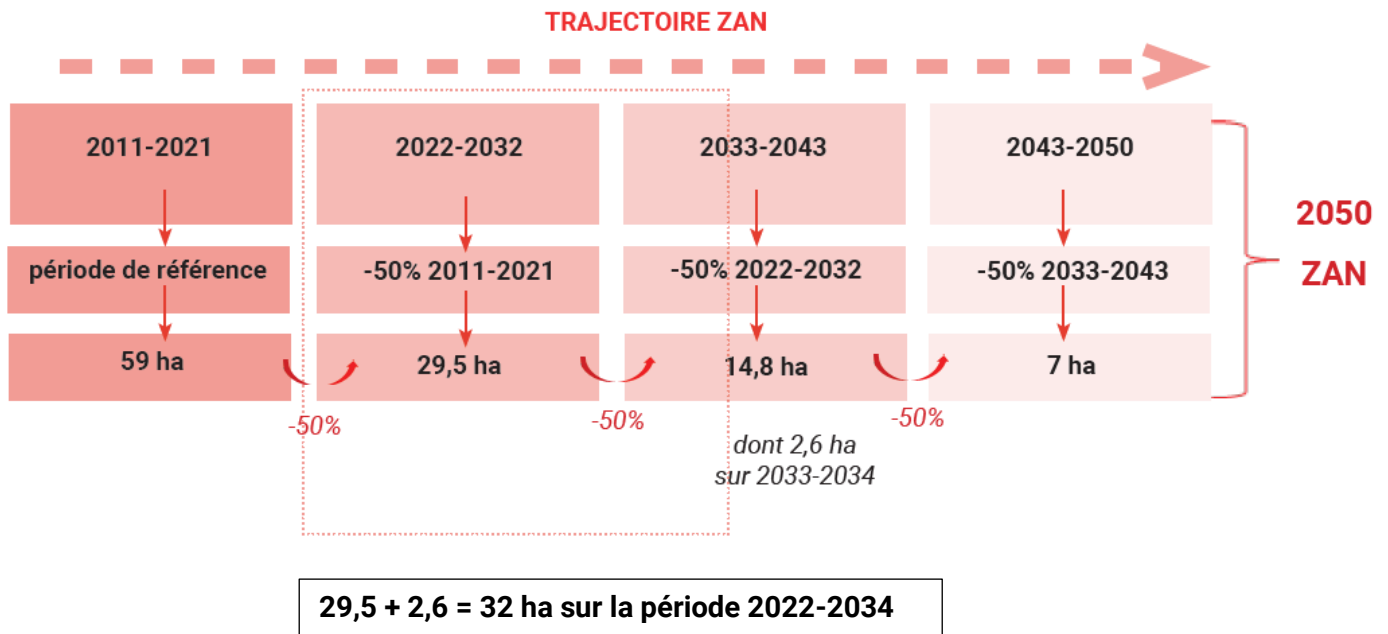 TRAJECTOIRE ZAN
2011-2021
2022-2032
2033-2043
2043-2050
période de référence
-50% 2011-2021
-50% 2022-2032
-50% 2033-2043
2050
ZAN
59 ha
29,5 ha
14,8 ha
7 ha
-50%
-50%
-50%
dont 2,6 ha
sur 2033-2034
29,5 + 2,6 = 32 ha sur la période 2022-2034